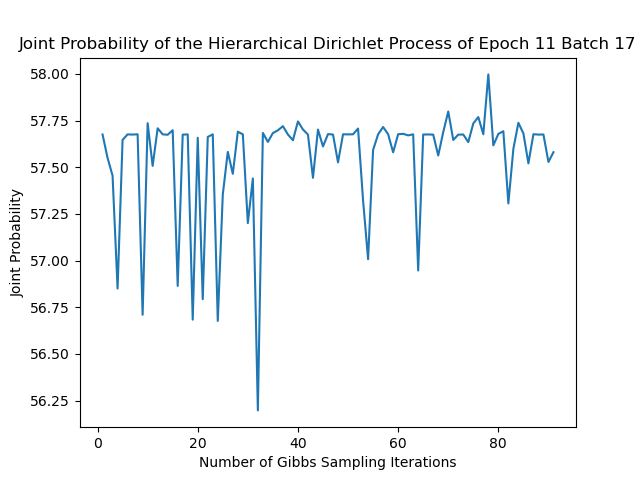 Joint Probability of the Hierarchical Dirichlet Process of Epoch 11 Batch 17
58.00
57.75
57.50
57.25
57.00
56.75
56.50
56.25
Joint Probability
0 20 40 60 80
Number of Gibbs Sampling Iterations